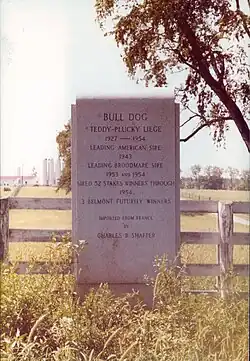 BULL DOG
TEDDY-PLUCKY LIEGE
1927 — 1954
LEADING AMERICAN SIRE
1943
LEADING BROODMARE SIRE
1953 AND 1954
SIRED 52 STAKES WINNERS THROUGH
1954
2 BELMONT FUTURITY WINNERS
IMPORTED FROM FRANCE
BY
CHARLES B SHAFFER